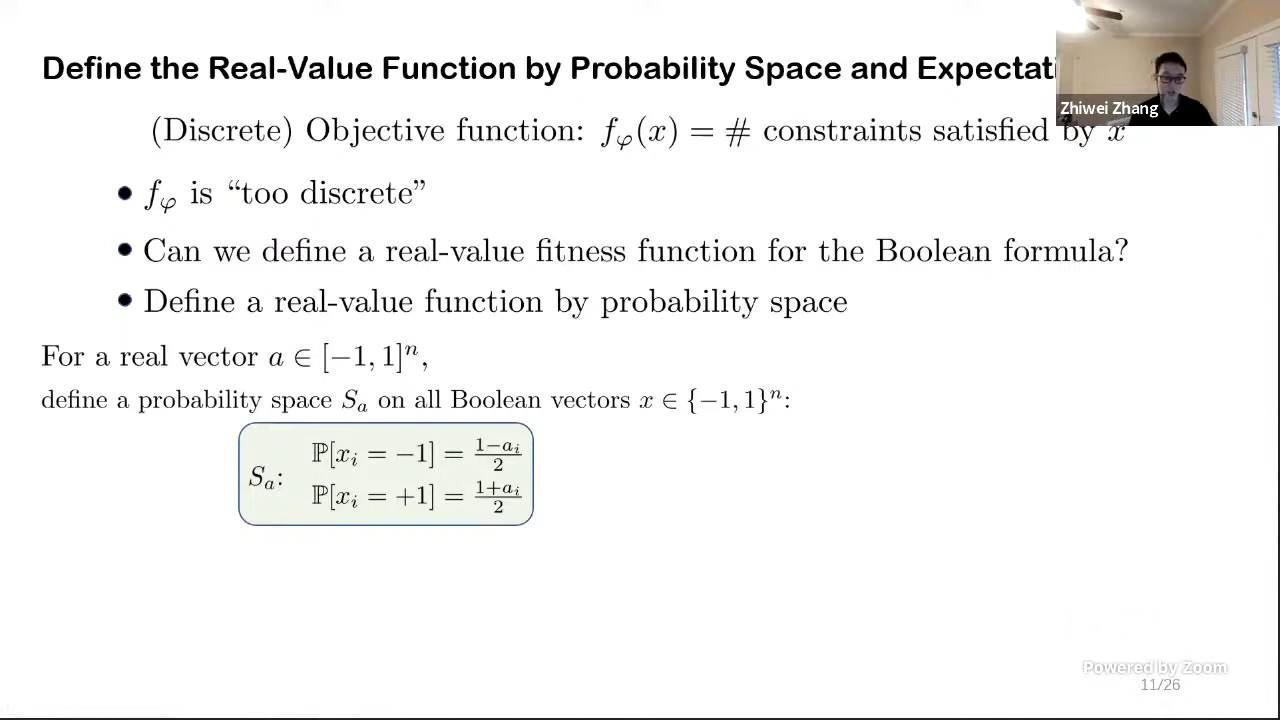 Define the Real-Value Function by Probability Space and Expectati
Zhiwei Zhang
(Discrete) Objective function: f_φ(x) = # constraints satisfied by x
• f_φ is “too discrete”
• Can we define a real-value fitness function for the Boolean formula?
• Define a real-value function by probability space
For a real vector a ∈ [−1, 1]^n,
define a probability space S_a on all Boolean vectors x ∈ {−1, 1}^n:
S_a:
ℙ[x_i = −1] = (1−a_i)/2
ℙ[x_i = +1] = (1+a_i)/2
Powered by Zoom
11/26